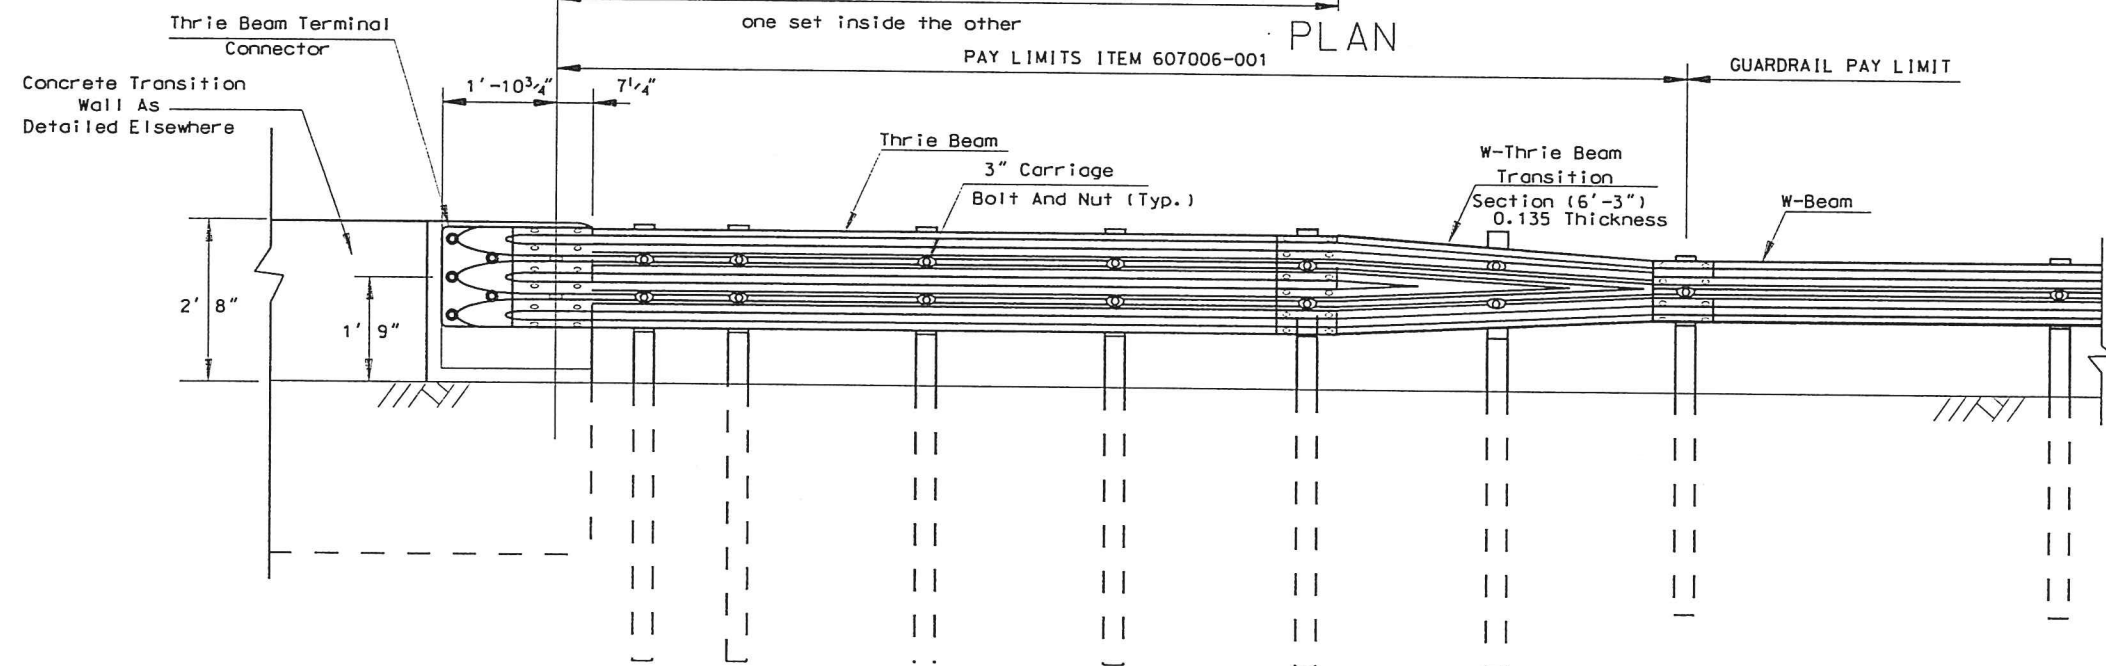 one set inside the other
PLAN
Thrie Beam Terminal
Connector
PAY LIMITS ITEM 607006-001
GUARDRAIL PAY LIMIT
Concrete Transition
Wall As
Detailed Elsewhere
1'-10¾"
7¼"
Thrie Beam
3" Carriage
Bolt And Nut (Typ.)
W-Thrie Beam
Transition
Section (6'-3")
0.135 Thickness
W-Beam
2' 8"
1' 9"